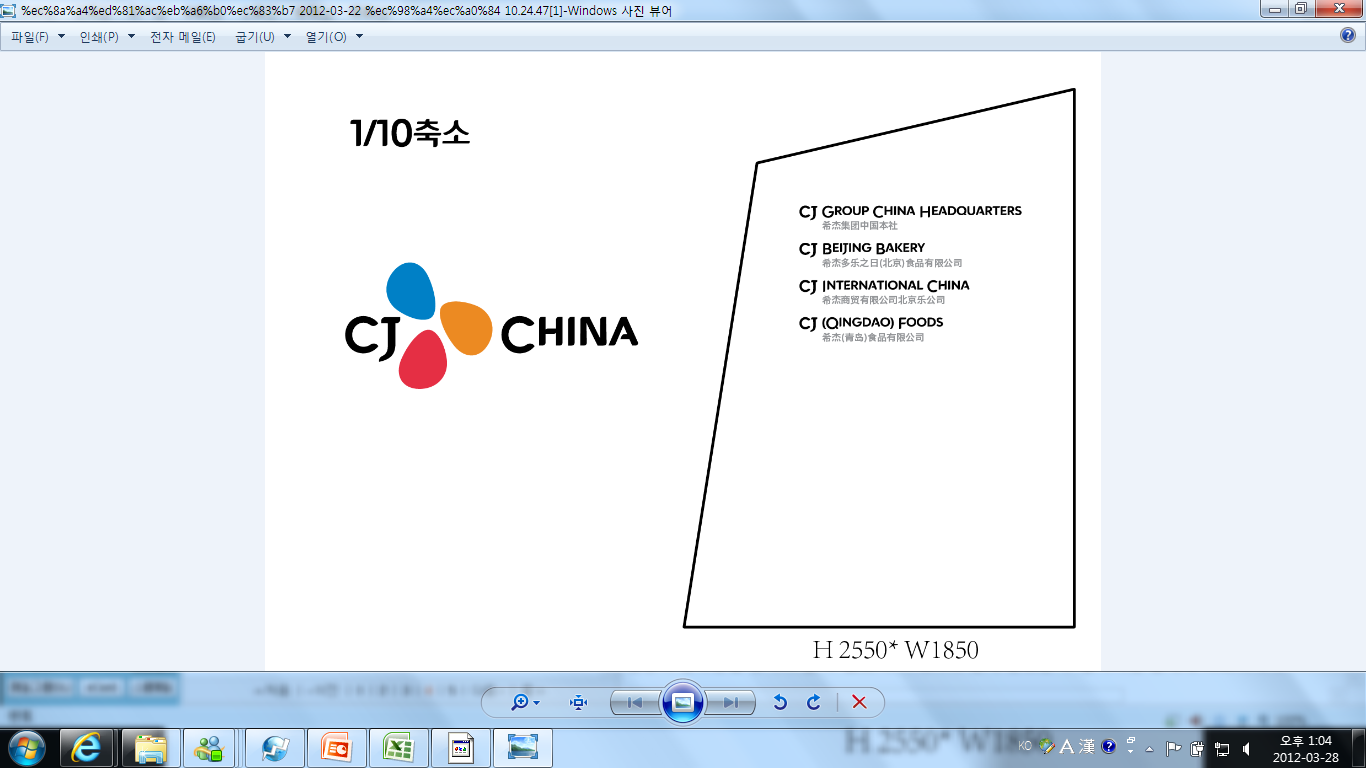 %ec%8a%a4%ed%81%ac%eb%a6%b0%ec%83%b7 2012-03-22 %ec%98%a4%ec%a0%84 10.24.47[1]-Windows 사진 뷰어
파일(F) 인쇄(P) 전자 메일(E) 굽기(U) 열기(O)
1/10축소
CJ CHINA
CJ GROUP CHINA HEADQUARTERS
希杰集团中国本社
CJ BEIJING BAKERY
希杰多乐之日(北京)食品有限公司
CJ INTERNATIONAL CHINA
希杰商贸有限公司北京乐公司
CJ (QINGDAO) FOODS
希杰(青岛)食品有限公司
H 2550* W1850
H 2550* W18
KO A 漢
오후 1:04
2012-03-28